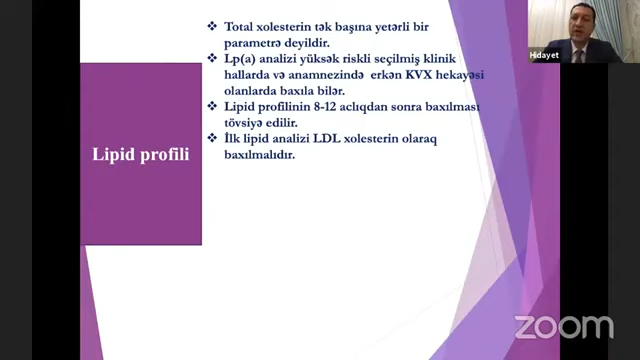 Total xolesterin tək başına yetərli bir
parametrə deyildir.
Lp(a) analizi yüksək riskli seçilmiş klinik
hallarda və anamnezində erkən KVX hekayəsi
olanlarda baxıla bilər.
Lipid profilinin 8-12 aclıqdan sonra baxılması
tövsiyə edilir.
İlk lipid analizi LDL xolesterin olaraq
baxılmalıdır.
Lipid profili
Hidayet
zoom